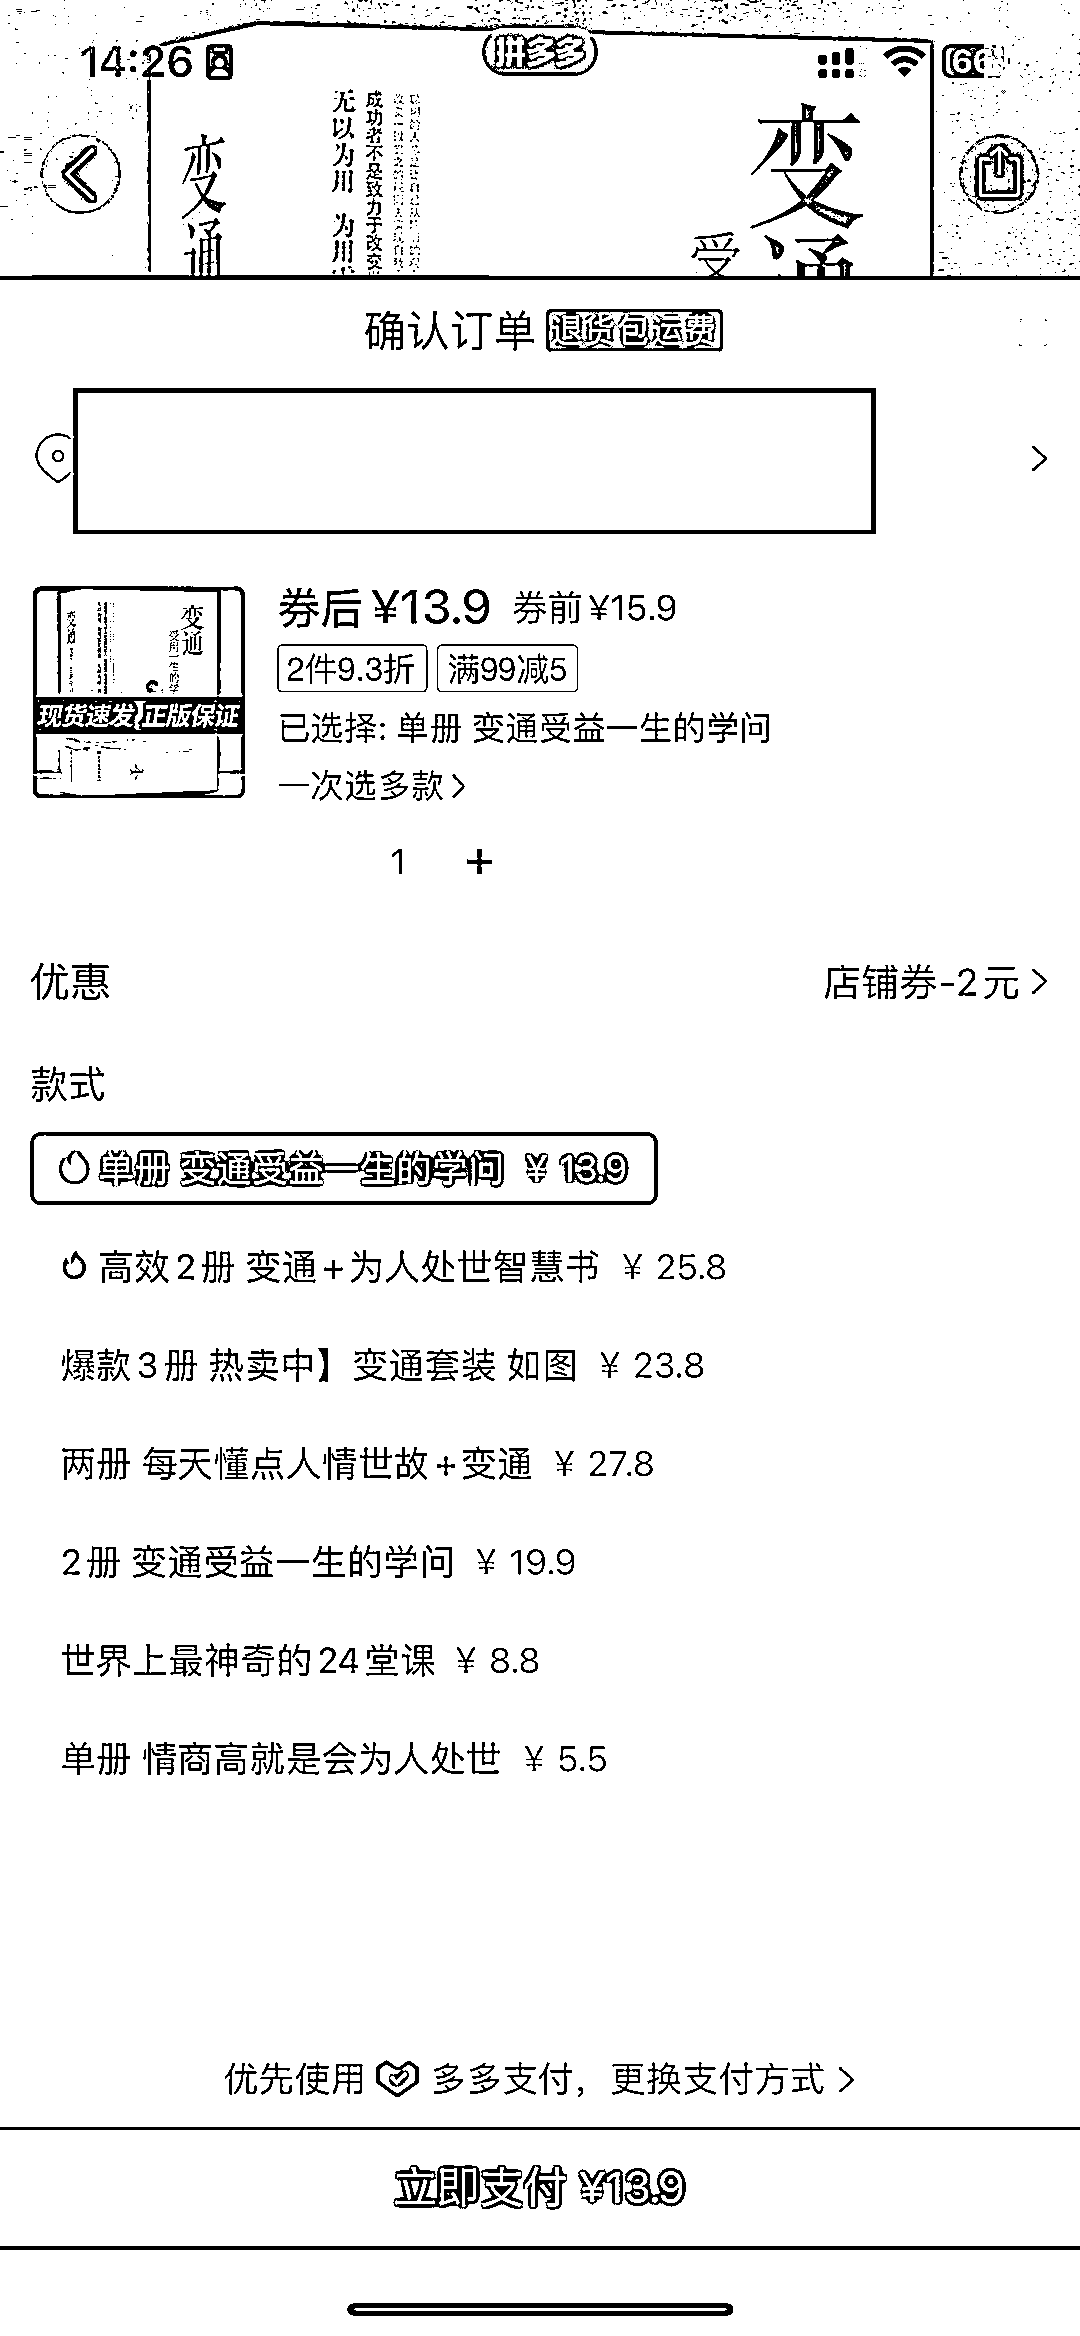 14:26
拼多多
变通
无以为用 为用
成功者不是致力于改变
变通
受
确认订单 退货包运费
券后 ¥13.9 券前 ¥15.9
2件9.3折 满99减5
已选择: 单册 变通受益一生的学问
一次选多款 >
变通
现货速发 正版保证
1 +
优惠
店铺券-2元 >
款式
单册 变通受益一生的学问 ¥ 13.9
高效2册 变通+为人处世智慧书 ¥ 25.8
爆款3册 热卖中】变通套装 如图 ¥ 23.8
两册 每天懂点人情世故+变通 ¥ 27.8
2册 变通受益一生的学问 ¥ 19.9
世界上最神奇的24堂课 ¥ 8.8
单册 情商高就是会为人处世 ¥ 5.5
优先使用 多多支付，更换支付方式 >
立即支付 ¥13.9